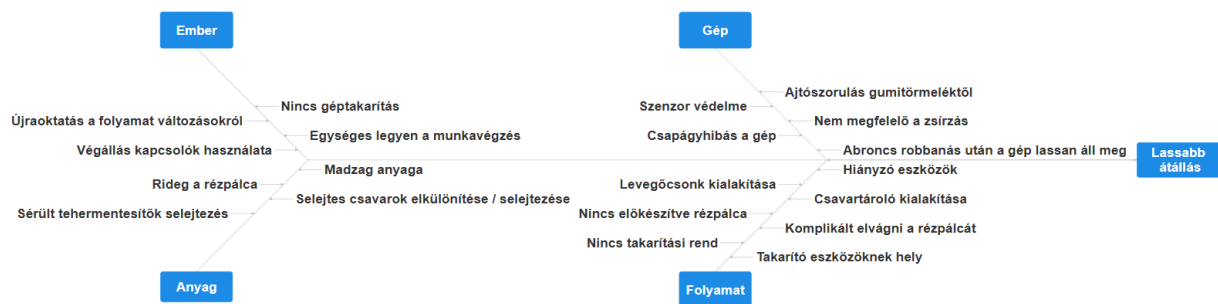 Ember
Gép
Nincs géptakarítás
Újraoktatás a folyamat változásokról
Egységes legyen a munkavégzés
Végállás kapcsolók használata
Ajtószorulás gumitörmeléktől
Szenzor védelme
Nem megfelelő a zsírzás
Csapágyhibás a gép
Abroncs robbanás után a gép lassan áll meg
Lassabb
átállás
Madzag anyaga
Rideg a rézpálca
Selejtes csavarok elkülönítése / selejtezése
Sérült tehermentesítők selejtezés
Hiányzó eszközök
Levegőcsonk kialakítása
Csavartároló kialakítása
Nincs előkészítve rézpálca
Komplikált elvágni a rézpálcát
Nincs takarítási rend
Takarító eszközöknek hely
Anyag
Folyamat